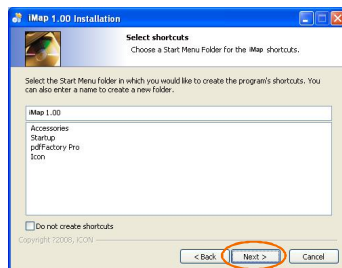 iMap 1.00 Installation
Select shortcuts
Choose a Start Menu Folder for the iMap shortcuts.
Select the Start Menu folder in which you would like to create the program's shortcuts. You
can also enter a name to create a new folder.
iMap 1.00
Accessories
Startup
pdfFactory Pro
Icon
Do not create shortcuts
Copyright ?2008, ICON
< Back
Next >
Cancel